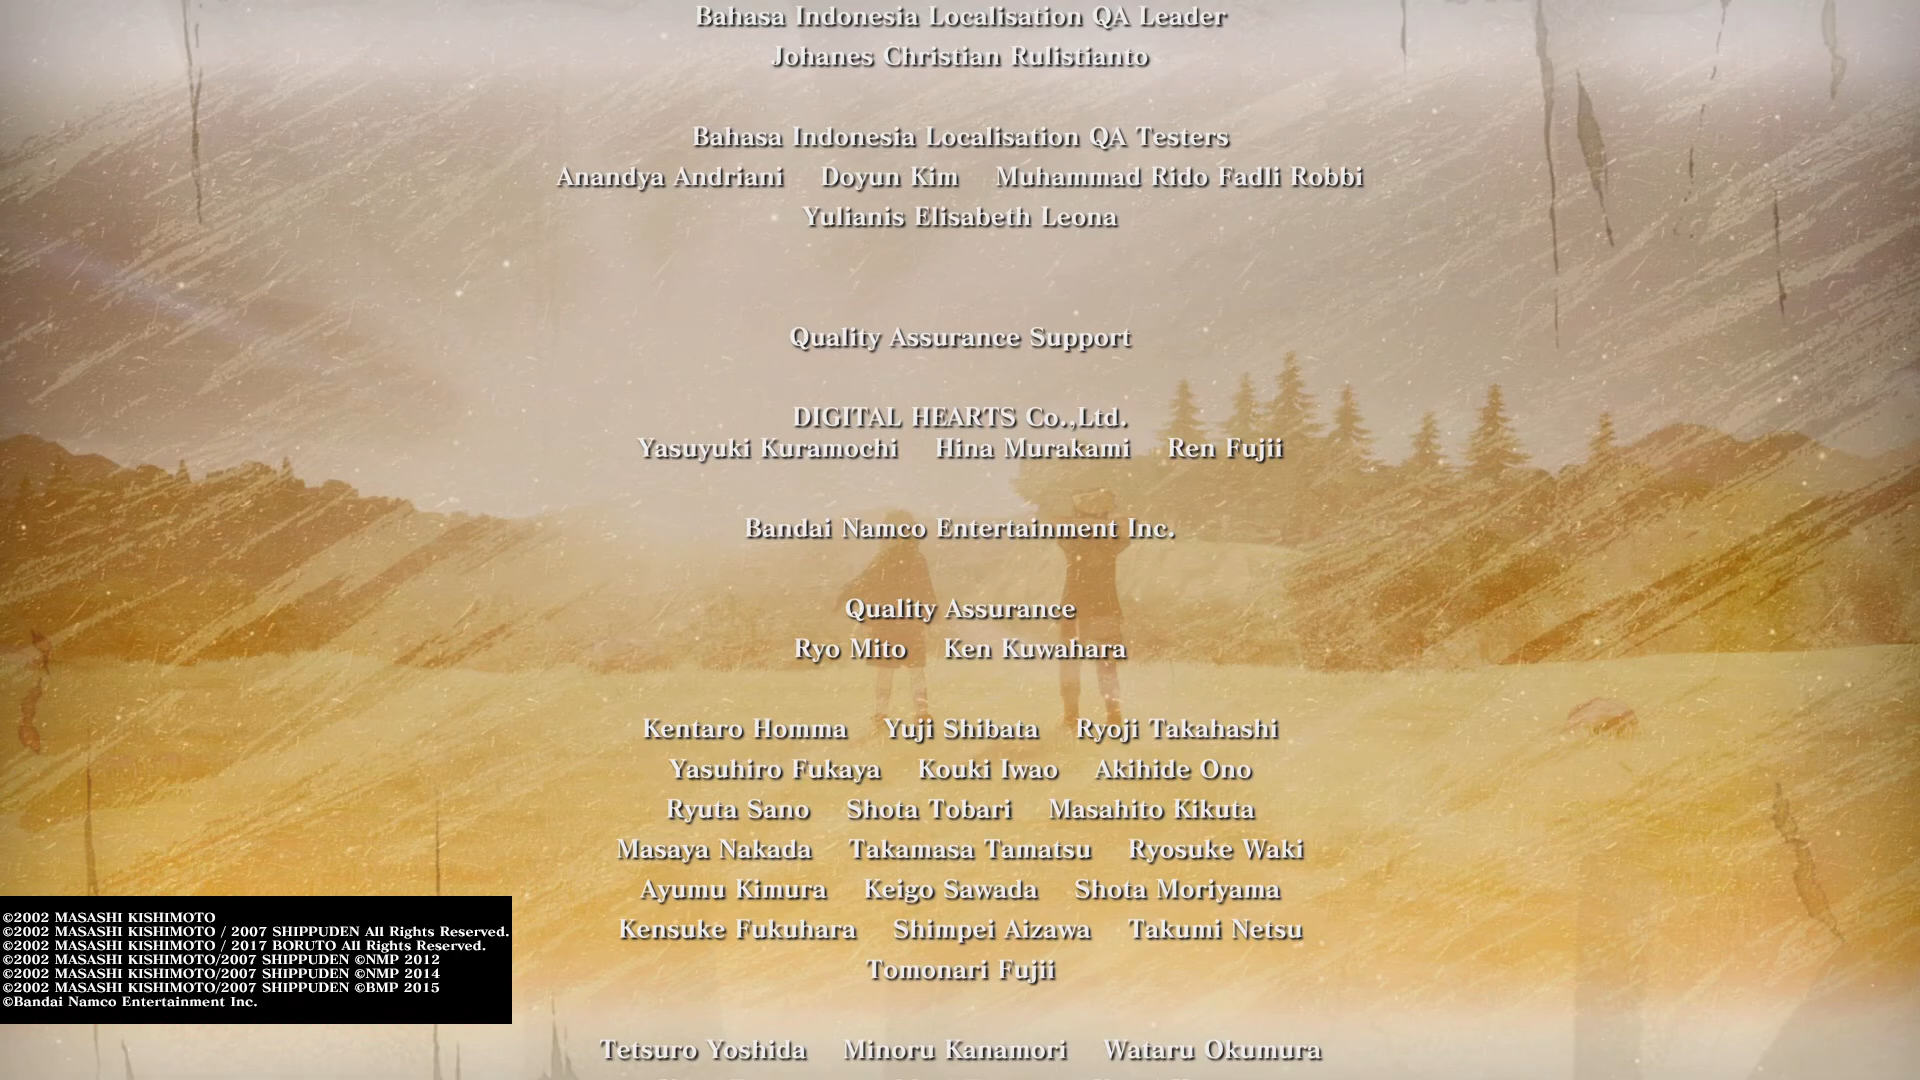 Bahasa Indonesia Localisation QA Leader
Johanes Christian Rulistianto
Bahasa Indonesia Localisation QA Testers
Anandya Andriani Doyun Kim Muhammad Rido Fadli Robbi
Yulianis Elisabeth Leona
Quality Assurance Support
DIGITAL HEARTS Co.,Ltd.
Yasuyuki Kuramochi Hina Murakami Ren Fujii
Bandai Namco Entertainment Inc.
Quality Assurance
Ryo Mito Ken Kuwahara
Kentaro Homma Yuji Shibata Ryoji Takahashi
Yasuhiro Fukaya Kouki Iwao Akihide Ono
Ryuta Sano Shota Tobari Masahito Kikuta
Masaya Nakada Takamasa Tamatsu Ryosuke Waki
Ayumu Kimura Keigo Sawada Shota Moriyama
Kensuke Fukuhara Shimpei Aizawa Takumi Netsu
Tomonari Fujii
Tetsuro Yoshida Minoru Kanamori Wataru Okumura
©2002 MASASHI KISHIMOTO
©2002 MASASHI KISHIMOTO / 2007 SHIPPUDEN All Rights Reserved.
©2002 MASASHI KISHIMOTO / 2017 BORUTO All Rights Reserved.
©2002 MASASHI KISHIMOTO/2007 SHIPPUDEN ©NMP 2012
©2002 MASASHI KISHIMOTO/2007 SHIPPUDEN ©NMP 2014
©2002 MASASHI KISHIMOTO/2007 SHIPPUDEN ©BMP 2015
©Bandai Namco Entertainment Inc.